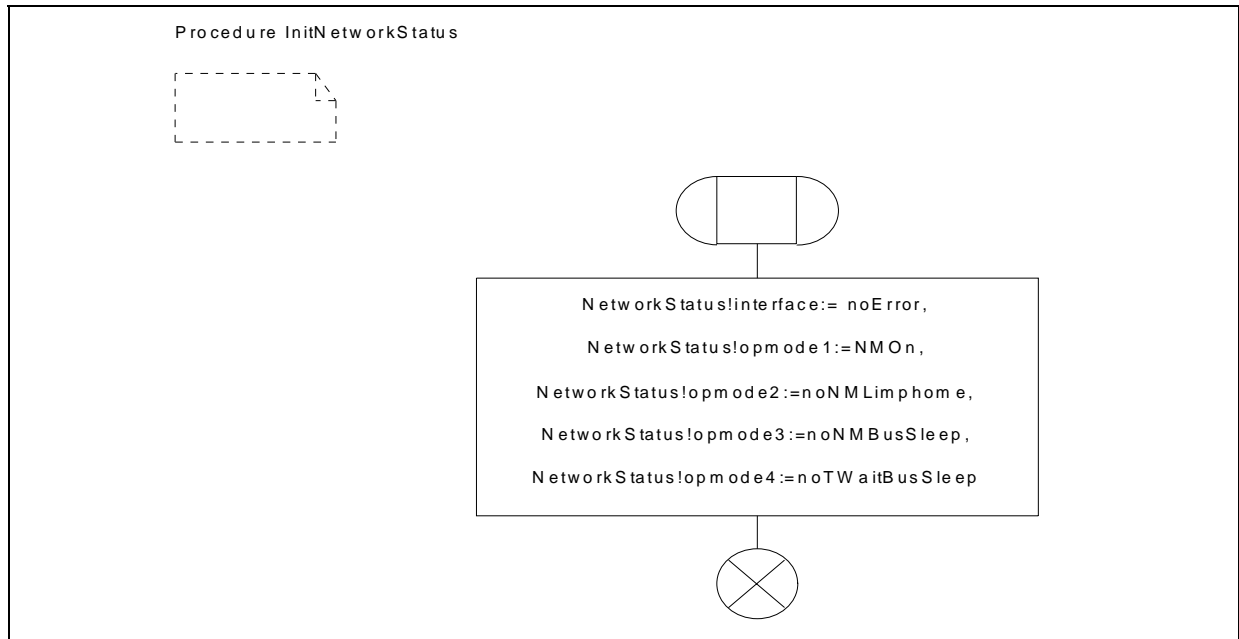 Procedure InitNetworkStatus
NetworkStatus!interface:= noError,
NetworkStatus!opmode1:=NMOn,
NetworkStatus!opmode2:=noNMLimphome,
NetworkStatus!opmode3:=noNMBusSleep,
NetworkStatus!opmode4:=noTWaitBusSleep